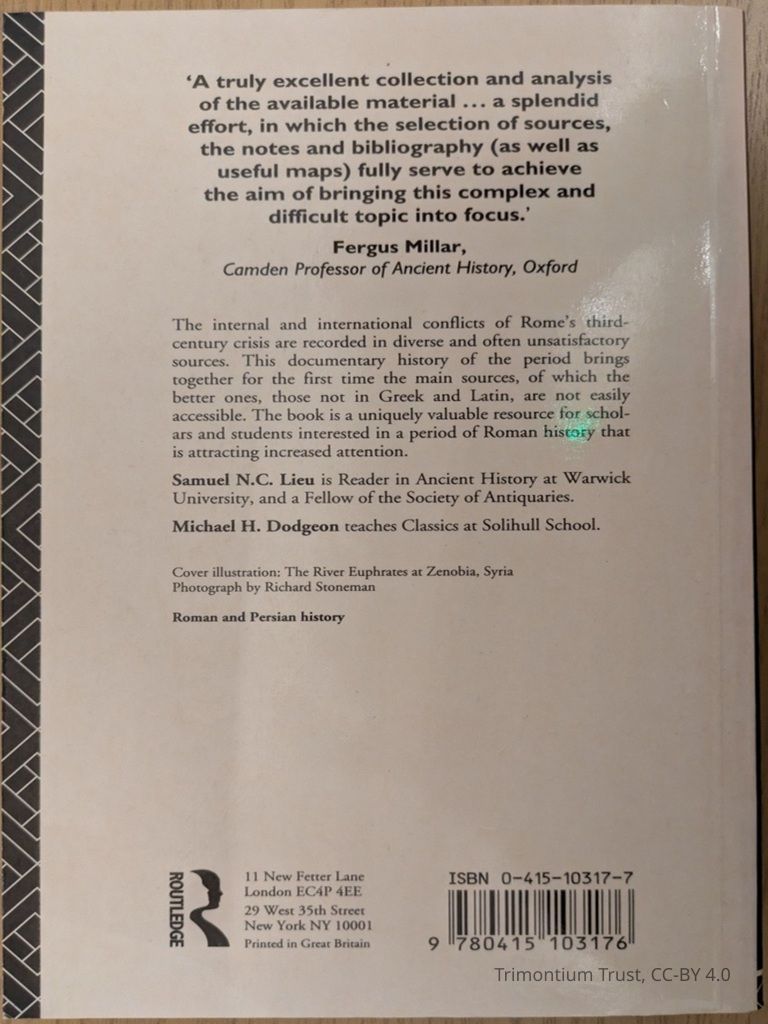 ‘A truly excellent collection and analysis
of the available material ... a splendid
effort, in which the selection of sources,
the notes and bibliography (as well as
useful maps) fully serve to achieve
the aim of bringing this complex and
difficult topic into focus.’
Fergus Millar,
Camden Professor of Ancient History, Oxford
The internal and international conflicts of Rome’s third-
century crisis are recorded in diverse and often unsatisfactory
sources. This documentary history of the period brings
together for the first time the main sources, of which the
better ones, those not in Greek and Latin, are not easily
accessible. The book is a uniquely valuable resource for schol-
ars and students interested in a period of Roman history that
is attracting increased attention.
Samuel N.C. Lieu is Reader in Ancient History at Warwick
University, and a Fellow of the Society of Antiquaries.
Michael H. Dodgeon teaches Classics at Solihull School.
Cover illustration: The River Euphrates at Zenobia, Syria
Photograph by Richard Stoneman
Roman and Persian history
ROUTLEDGE
11 New Fetter Lane
London EC4P 4EE
29 West 35th Street
New York NY 10001
Printed in Great Britain
ISBN 0-415-10317-7
9 780415 103176
Trimontium Trust, CC-BY 4.0